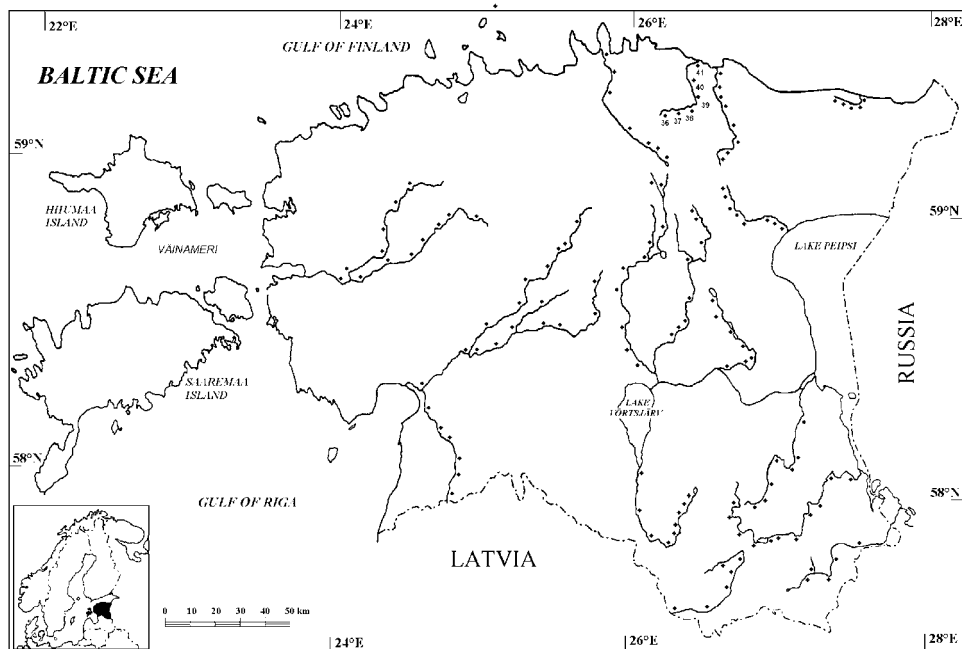 22°E
24°E
26°E
28°E
GULF OF FINLAND
BALTIC SEA
41
40
39
36 37 38
59°N
59°N
HIIUMAA
ISLAND
VÄINAMERI
LAKE PEIPSI
RUSSIA
SAAREMAA
ISLAND
LAKE
VÕRTSJÄRV
58°N
58°N
GULF OF RIGA
LATVIA
0 10 20 30 40 50 km
24°E
26°E
28°E